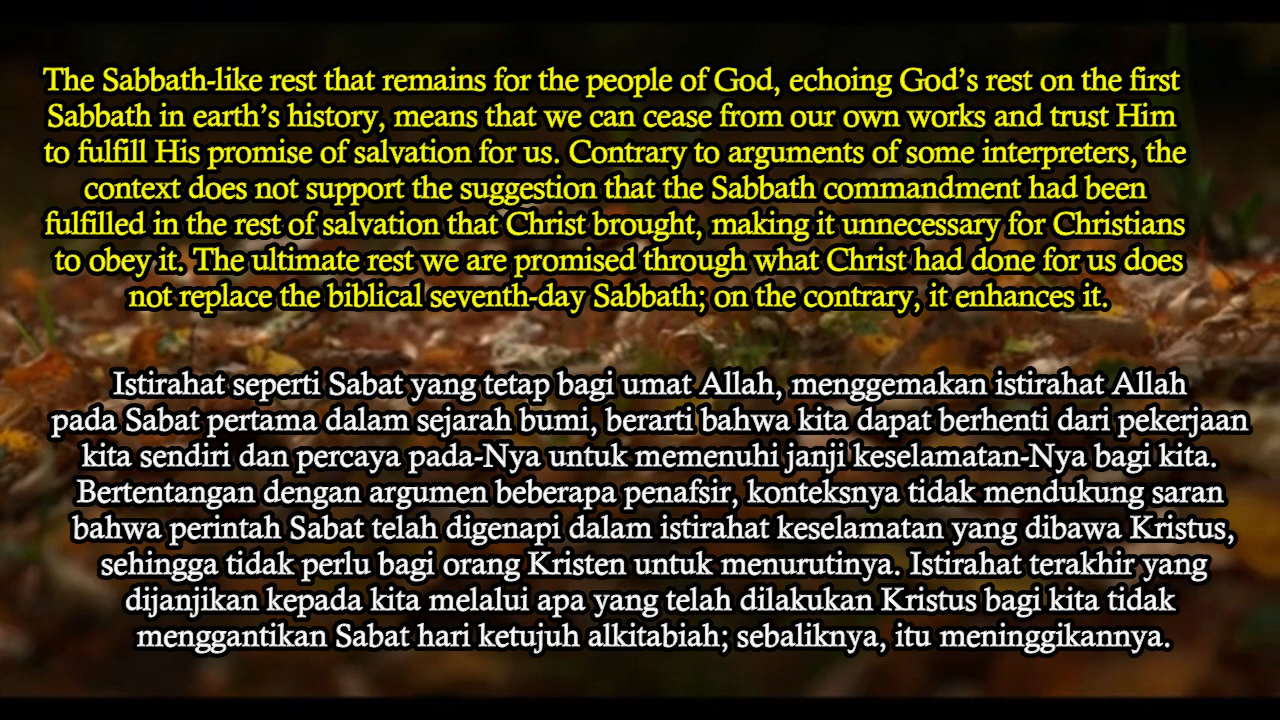 The Sabbath-like rest that remains for the people of God, echoing God’s rest on the first
Sabbath in earth’s history, means that we can cease from our own works and trust Him
to fulfill His promise of salvation for us. Contrary to arguments of some interpreters, the
context does not support the suggestion that the Sabbath commandment had been
fulfilled in the rest of salvation that Christ brought, making it unnecessary for Christians
to obey it. The ultimate rest we are promised through what Christ had done for us does
not replace the biblical seventh-day Sabbath; on the contrary, it enhances it.
Istirahat seperti Sabat yang tetap bagi umat Allah, menggemakan istirahat Allah
pada Sabat pertama dalam sejarah bumi, berarti bahwa kita dapat berhenti dari pekerjaan
kita sendiri dan percaya pada-Nya untuk memenuhi janji keselamatan-Nya bagi kita.
Bertentangan dengan argumen beberapa penafsir, konteksnya tidak mendukung saran
bahwa perintah Sabat telah digenapi dalam istirahat keselamatan yang dibawa Kristus,
sehingga tidak perlu bagi orang Kristen untuk menurutinya. Istirahat terakhir yang
dijanjikan kepada kita melalui apa yang telah dilakukan Kristus bagi kita tidak
menggantikan Sabat hari ketujuh alkitabiah; sebaliknya, itu meninggikannya.